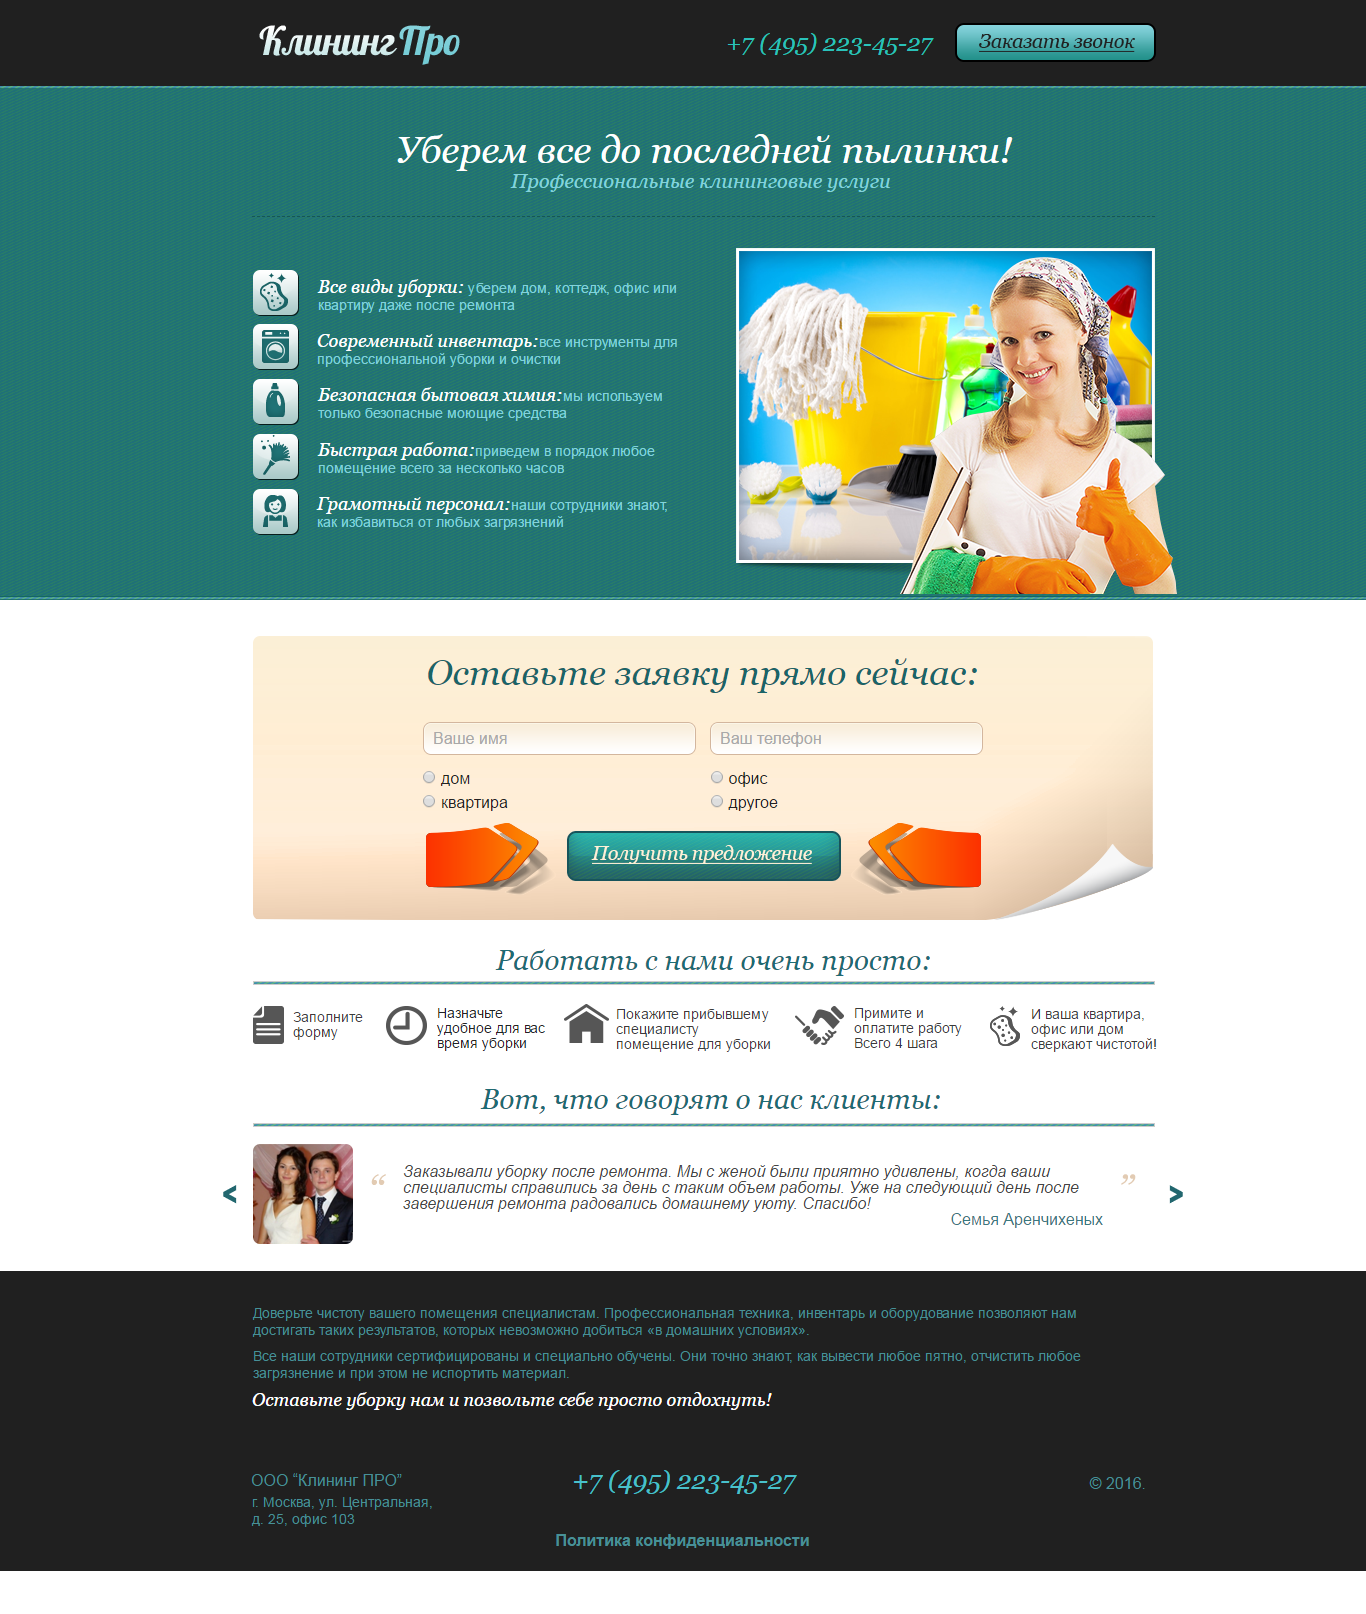 Клининг Про
+7 (495) 223-45-27
Заказать звонок
Уберем все до последней пылинки!
Профессиональные клининговые услуги
Все виды уборки: уберем дом, коттедж, офис или
квартиру даже после ремонта
Современный инвентарь:все инструменты для
профессиональной уборки и очистки
Безопасная бытовая химия:мы используем
только безопасные моющие средства
Быстрая работа:приведем в порядок любое
помещение всего за несколько часов
Грамотный персонал:наши сотрудники знают,
как избавиться от любых загрязнений
Оставьте заявку прямо сейчас:
Ваше имя
Ваш телефон
дом
офис
квартира
другое
Получить предложение
Работать с нами очень просто:
Заполните
форму
Назначьте
удобное для вас
время уборки
Покажите прибывшему
специалисту
помещение для уборки
Примите и
оплатите работу
Всего 4 шага
И ваша квартира,
офис или дом
сверкают чистотой!
Вот, что говорят о нас клиенты:
<
“
Заказывали уборку после ремонта. Мы с женой были приятно удивлены, когда ваши
специалисты справились за день с таким объем работы. Уже на следующий день после
завершения ремонта радовались домашнему уюту. Спасибо!
”
>
Семья Аренчихеных
Доверьте чистоту вашего помещения специалистам. Профессиональная техника, инвентарь и оборудование позволяют нам
достигать таких результатов, которых невозможно добиться «в домашних условиях».
Все наши сотрудники сертифицированы и специально обучены. Они точно знают, как вывести любое пятно, отчистить любое
загрязнение и при этом не испортить материал.
Оставьте уборку нам и позвольте себе просто отдохнуть!
ООО “Клининг ПРО”
г. Москва, ул. Центральная,
д. 25, офис 103
+7 (495) 223-45-27
Политика конфиденциальности
© 2016.